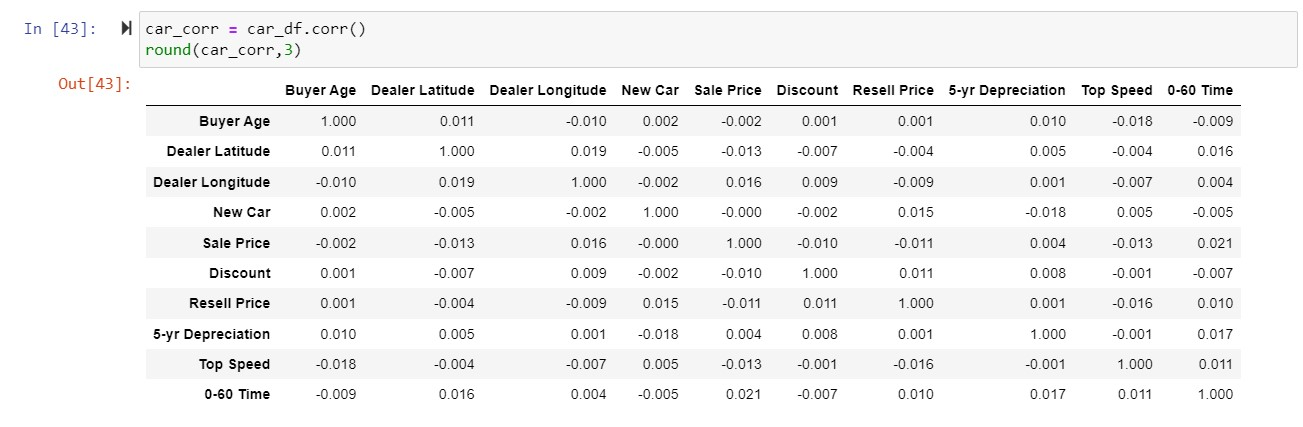 In [43]: car_corr = car_df.corr()
round(car_corr,3)
Out[43]:
Buyer Age Dealer Latitude Dealer Longitude New Car Sale Price Discount Resell Price 5-yr Depreciation Top Speed 0-60 Time
Buyer Age 1.000 0.011 -0.010 0.002 -0.002 0.001 0.001 0.010 -0.018 -0.009
Dealer Latitude 0.011 1.000 0.019 -0.005 -0.013 -0.007 -0.004 0.005 -0.004 0.016
Dealer Longitude -0.010 0.019 1.000 -0.002 0.016 0.009 -0.009 0.001 -0.007 0.004
New Car 0.002 -0.005 -0.002 1.000 -0.000 -0.002 0.015 -0.018 0.005 -0.005
Sale Price -0.002 -0.013 0.016 -0.000 1.000 -0.010 -0.011 0.004 -0.013 0.021
Discount 0.001 -0.007 0.009 -0.002 -0.010 1.000 0.011 0.008 -0.001 -0.007
Resell Price 0.001 -0.004 -0.009 0.015 -0.011 0.011 1.000 0.001 -0.016 0.010
5-yr Depreciation 0.010 0.005 0.001 -0.018 0.004 0.008 0.001 1.000 -0.001 0.017
Top Speed -0.018 -0.004 -0.007 0.005 -0.013 -0.001 -0.016 -0.001 1.000 0.011
0-60 Time -0.009 0.016 0.004 -0.005 0.021 -0.007 0.010 0.017 0.011 1.000